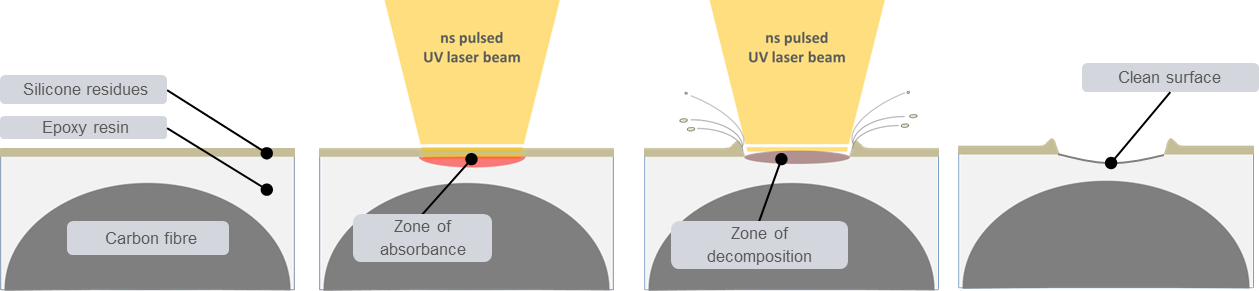 Silicone residues
Epoxy resin
Carbon fibre
ns pulsed
UV laser beam
Zone of
absorbance
ns pulsed
UV laser beam
Zone of
decomposition
Clean surface